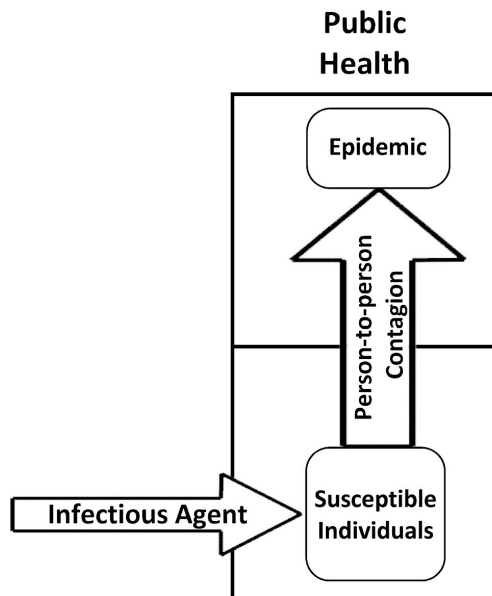 Public
Health
Epidemic
Person-to-person
Contagion
Infectious Agent
Susceptible
Individuals